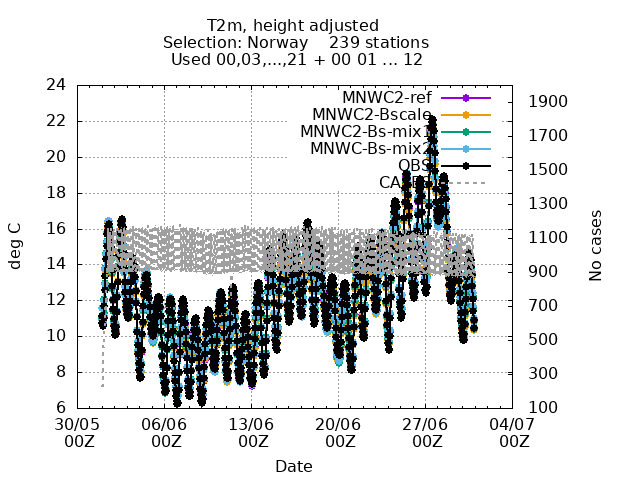 T2m, height adjusted
Selection: Norway 239 stations
Used 00,03,...,21 + 00 01 ... 12
MNWC2-ref
MNWC2-Bscale
MNWC2-Bs-mix1
MNWC-Bs-mix2
OBS
24
22
20
18
16
14
12
10
8
6
deg C
1900
1700
1500
1300
1100
900
700
500
300
100
No cases
30/05 06/06 13/06 20/06 27/06 04/07
00Z 00Z 00Z 00Z 00Z 00Z
Date